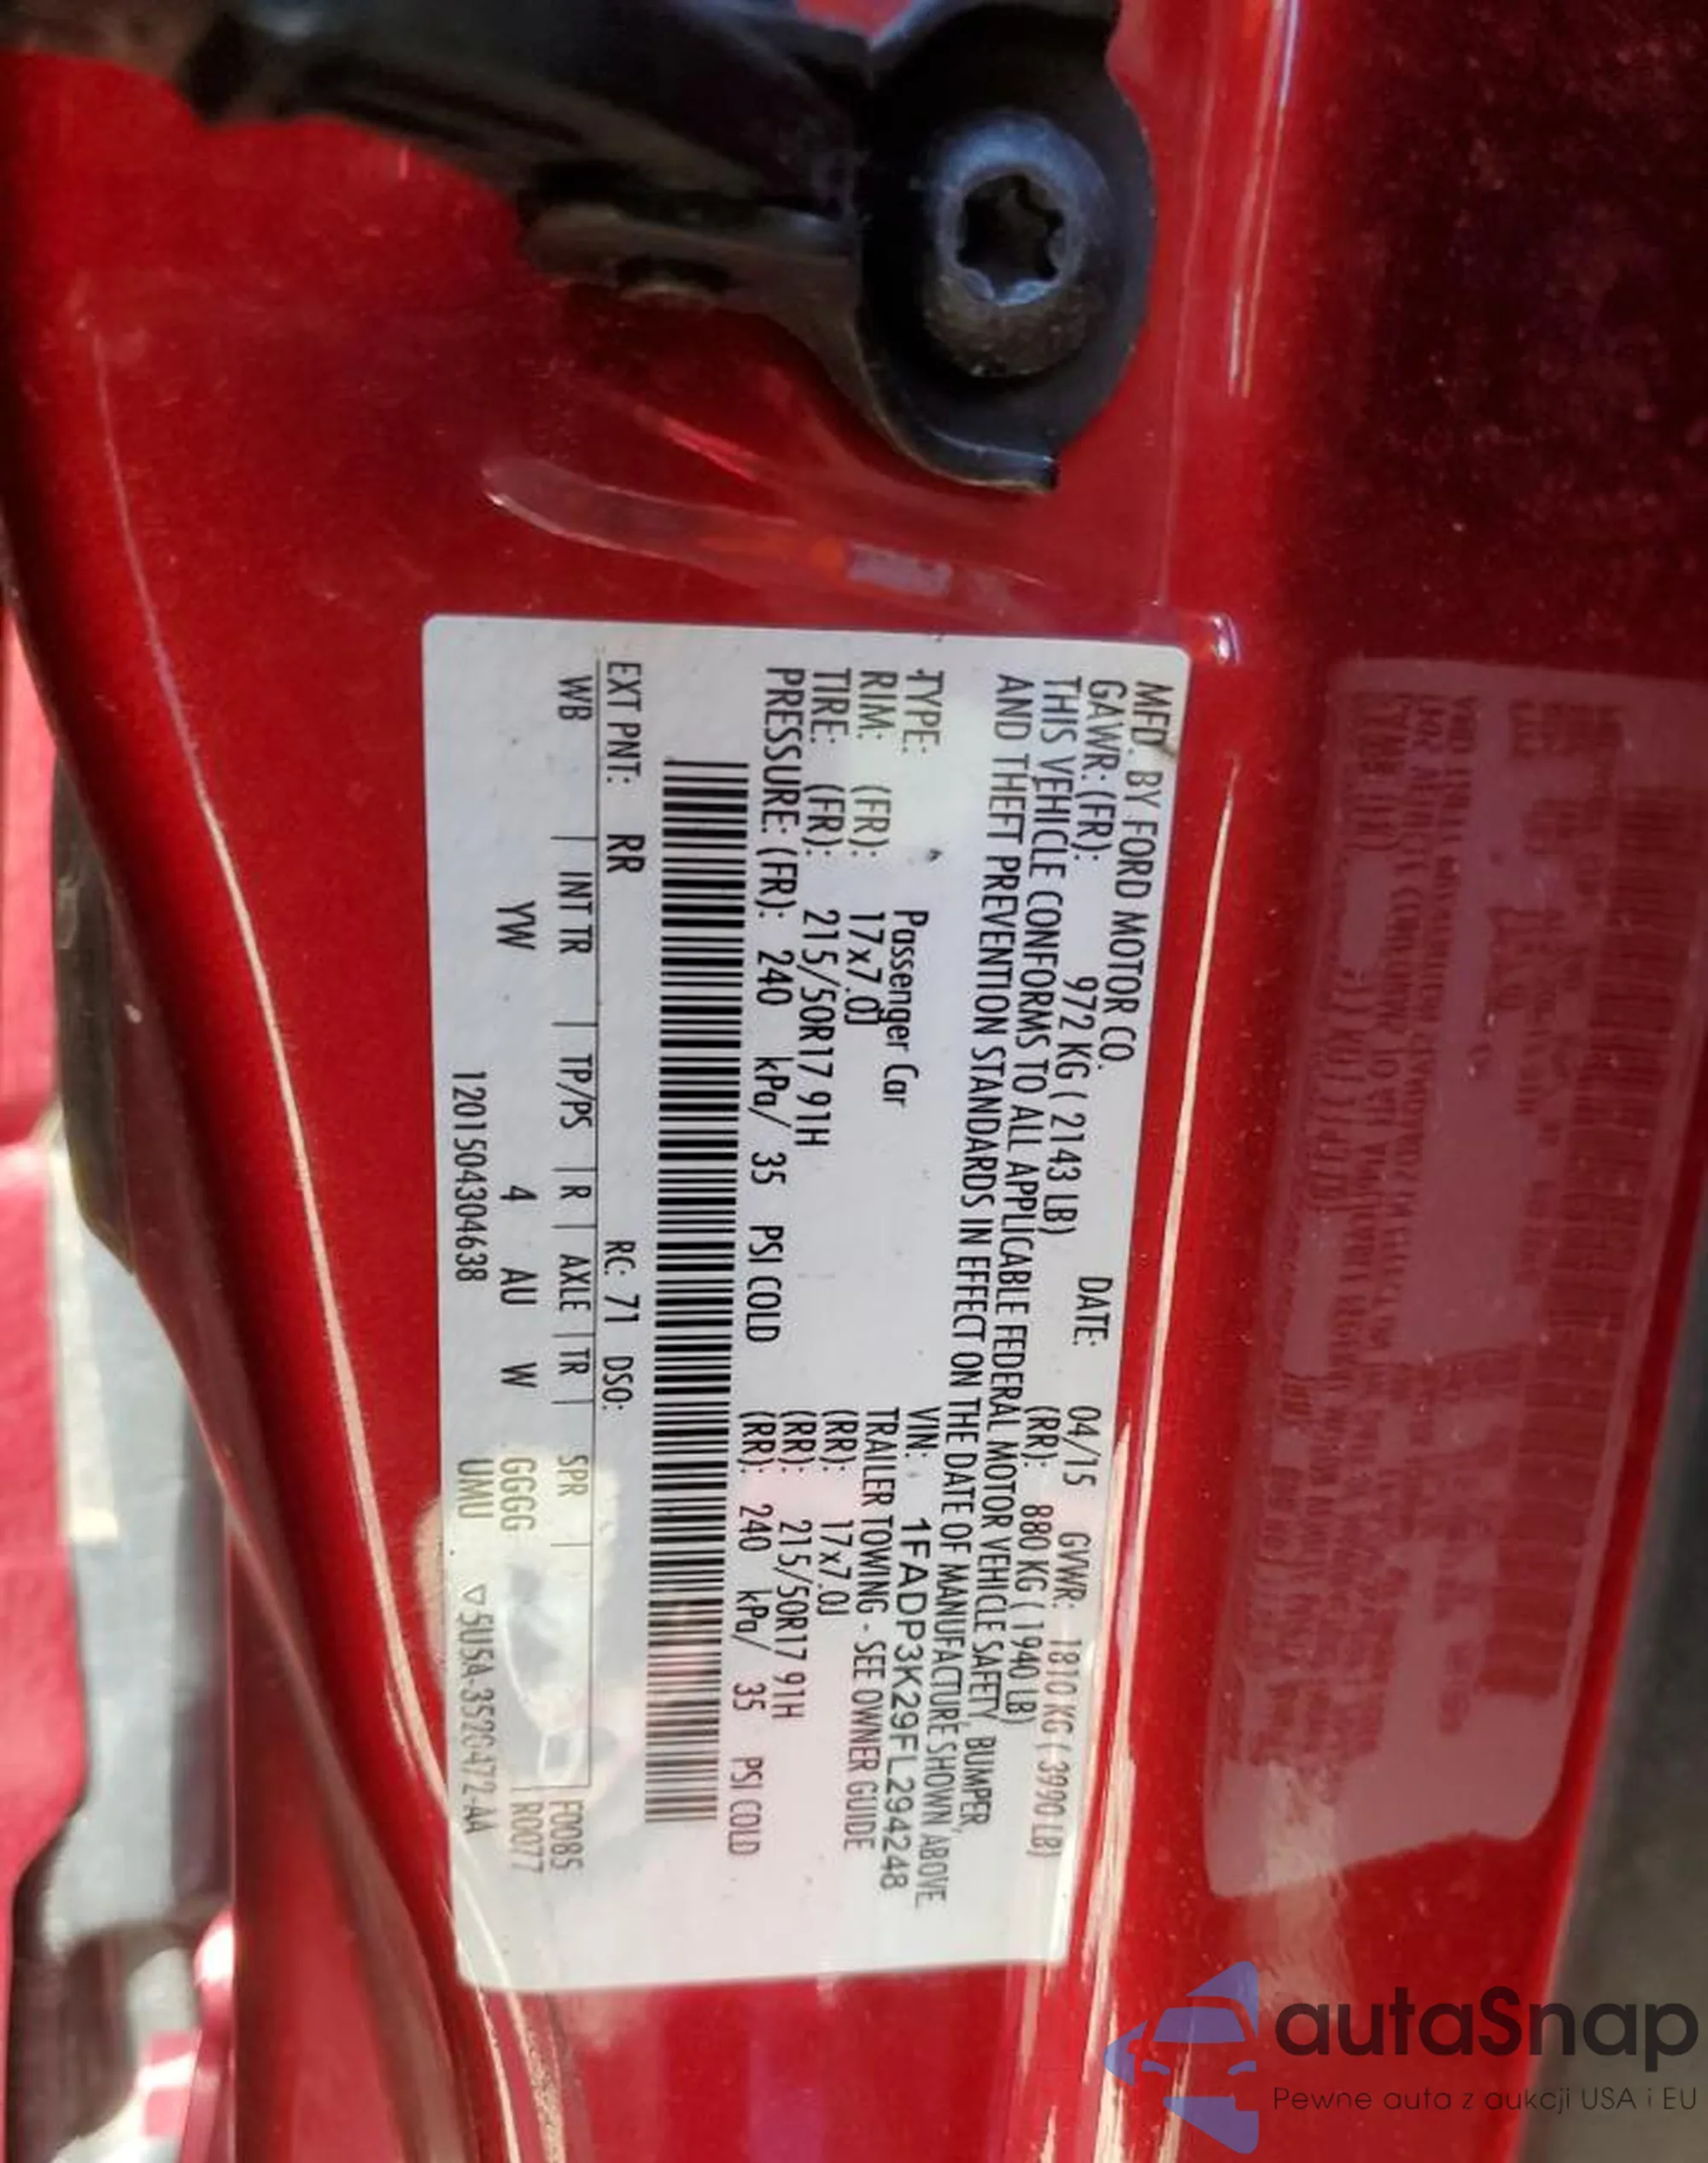 MFD. BY FORD MOTOR CO.
DATE: 04/15 GVWR: 1810 KG ( 3990 LB)
GAWR: (FR): 972 KG ( 2143 LB) (RR): 880 KG ( 1940 LB)
THIS VEHICLE CONFORMS TO ALL APPLICABLE FEDERAL MOTOR VEHICLE SAFETY, BUMPER,
AND THEFT PREVENTION STANDARDS IN EFFECT ON THE DATE OF MANUFACTURE SHOWN ABOVE
VIN: 1FADP3K29FL294248
TYPE: Passenger Car TRAILER TOWING - SEE OWNER GUIDE
RIM: (FR): 17x7.0J (RR): 17x7.0J
TIRE: (FR): 215/50R17 91H (RR): 215/50R17 91H
PRESSURE: (FR): 240 kPa/ 35 PSI COLD (RR): 240 kPa/ 35 PSI COLD
EXT PNT: RR RC: 71 DSO:
WB | INT TR | TP/PS | R | AXLE | TR | SPR F0085
YW 4 AU W GGGG R0077
1201504304638 UMU ▽5USA-3520472-AA
autaSnap
Pewne auta z aukcji USA i EU